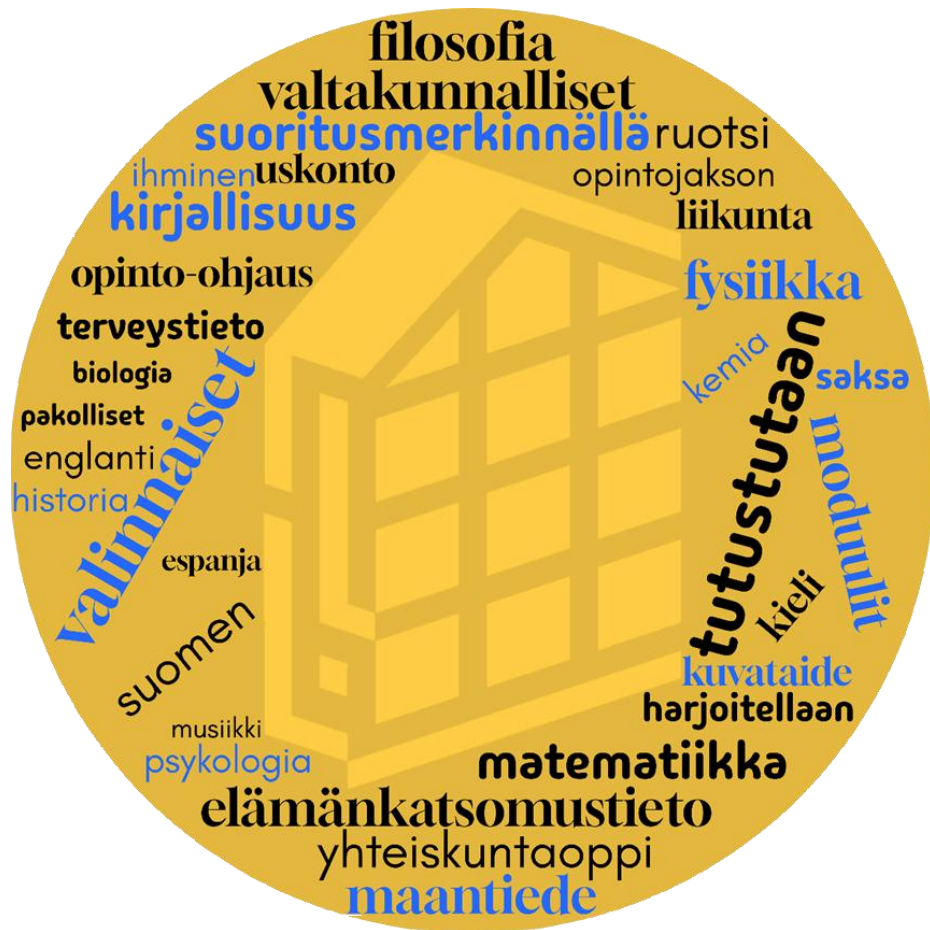 filosofia
valtakunnalliset
suoritusmerkinnällä ruotsi
ihminen uskonto opintojakson
kirjallisuus liikunta
opinto-ohjaus fysiikka
terveystieto
biologia kemia saksa
pakolliset
englanti
historia
valinnaiset
tutustutaan
moduulit
espanja
kieli
suomen
kuvataide
harjoitellaan
musiikki
psykologia matematiikka
elämänkatsomustieto
yhteiskuntaoppi
maantiede